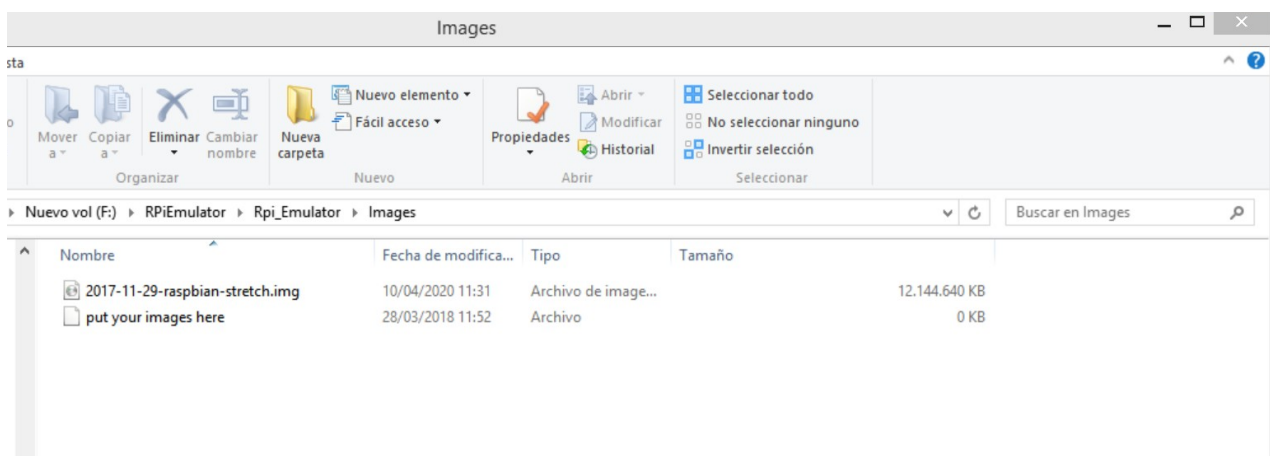 Images
sta
Mover a
Copiar a
Eliminar
Cambiar nombre
Nueva carpeta
Nuevo elemento
Fácil acceso
Propiedades
Abrir
Modificar
Historial
Seleccionar todo
No seleccionar ninguno
Invertir selección
Organizar
Nuevo
Abrir
Seleccionar
Nuevo vol (F:) RPiEmulator Rpi_Emulator Images
Buscar en Images
Nombre Fecha de modifica... Tipo Tamaño
2017-11-29-raspbian-stretch.img 10/04/2020 11:31 Archivo de image... 12.144.640 KB
put your images here 28/03/2018 11:52 Archivo 0 KB